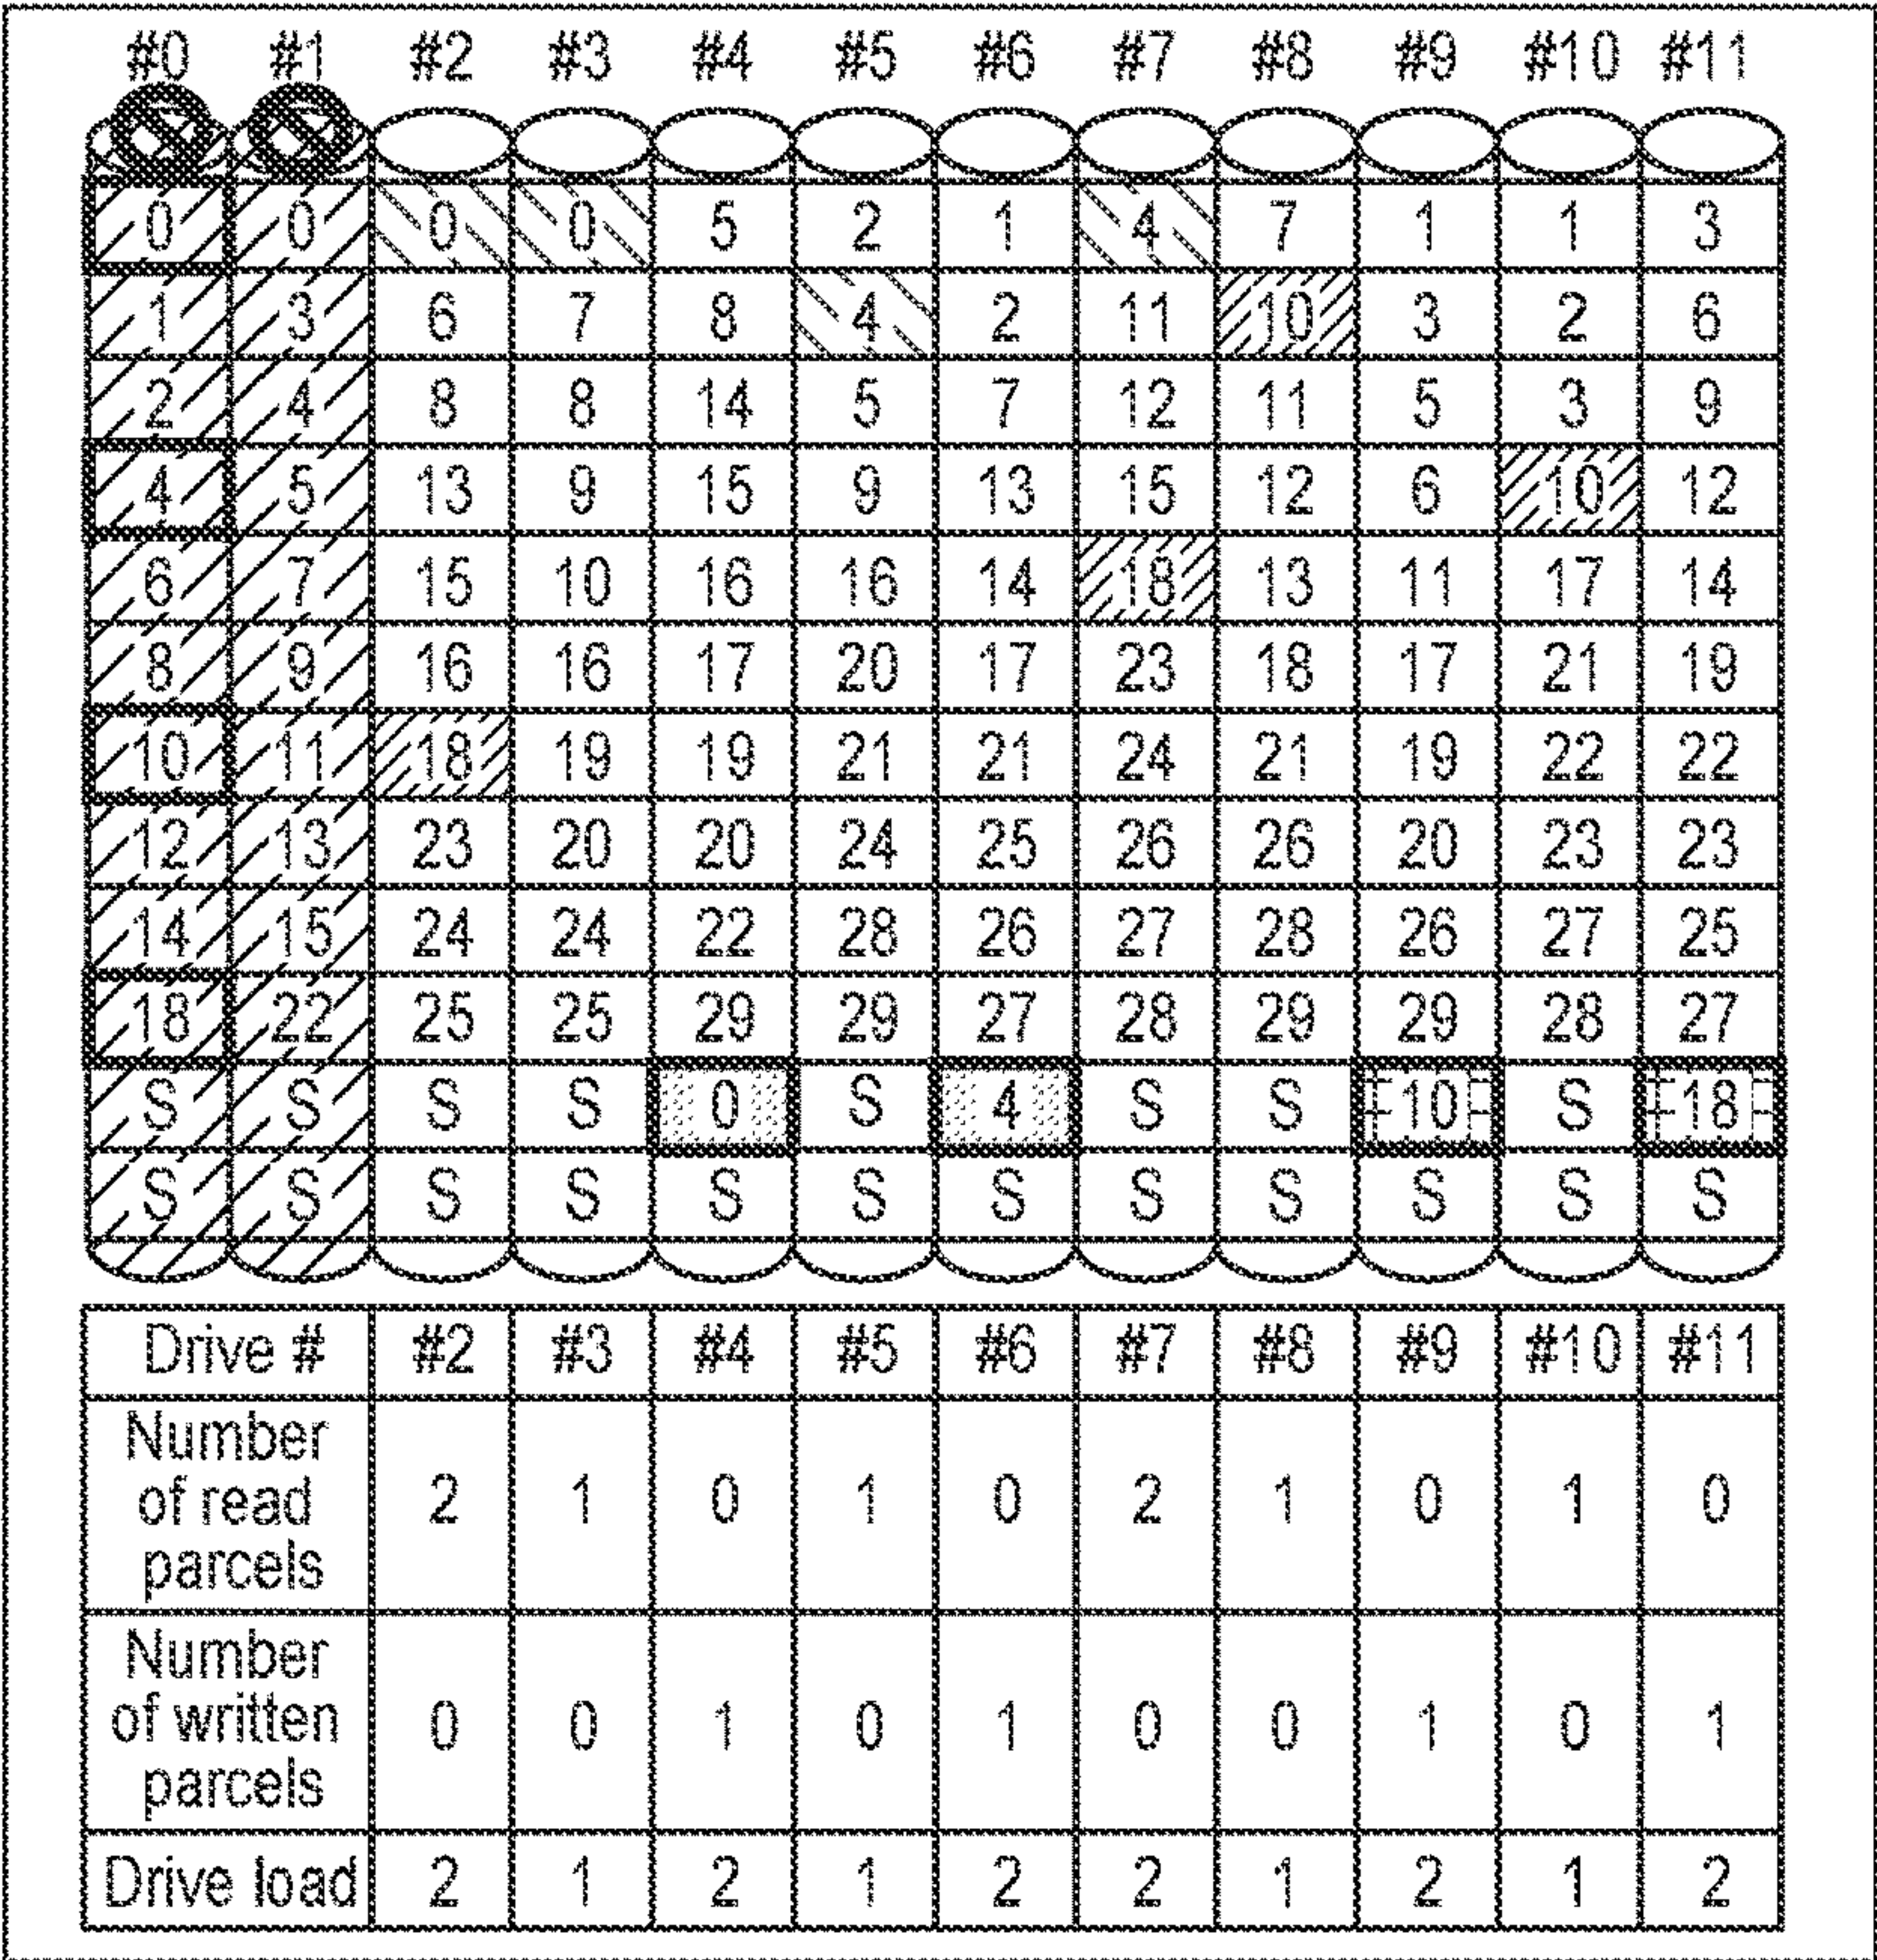 #0 #1 #2 #3 #4 #5 #6 #7 #8 #9 #10 #11
0 0 0 0 5 2 1 4 7 1 1 3
1 3 6 7 8 4 2 11 10 3 2 6
2 4 8 8 14 5 7 12 11 5 3 9
4 5 13 9 15 9 13 15 12 6 10 12
6 7 15 10 16 16 14 18 13 11 17 14
8 9 16 16 17 20 17 23 18 17 21 19
10 11 18 19 19 21 21 24 21 19 22 22
12 13 23 20 20 24 25 26 26 20 23 23
14 15 24 24 22 28 26 27 28 26 27 25
18 22 25 25 29 29 27 28 29 29 28 27
S S S S 0 S 4 S S 10 S 18
S S S S S S S S S S S S
Drive # #2 #3 #4 #5 #6 #7 #8 #9 #10 #11
Number
of read 2 1 0 1 0 2 1 0 1 0
parcels
Number
of written 0 0 1 0 1 0 0 1 0 1
parcels
Drive load 2 1 2 1 2 2 1 2 1 2